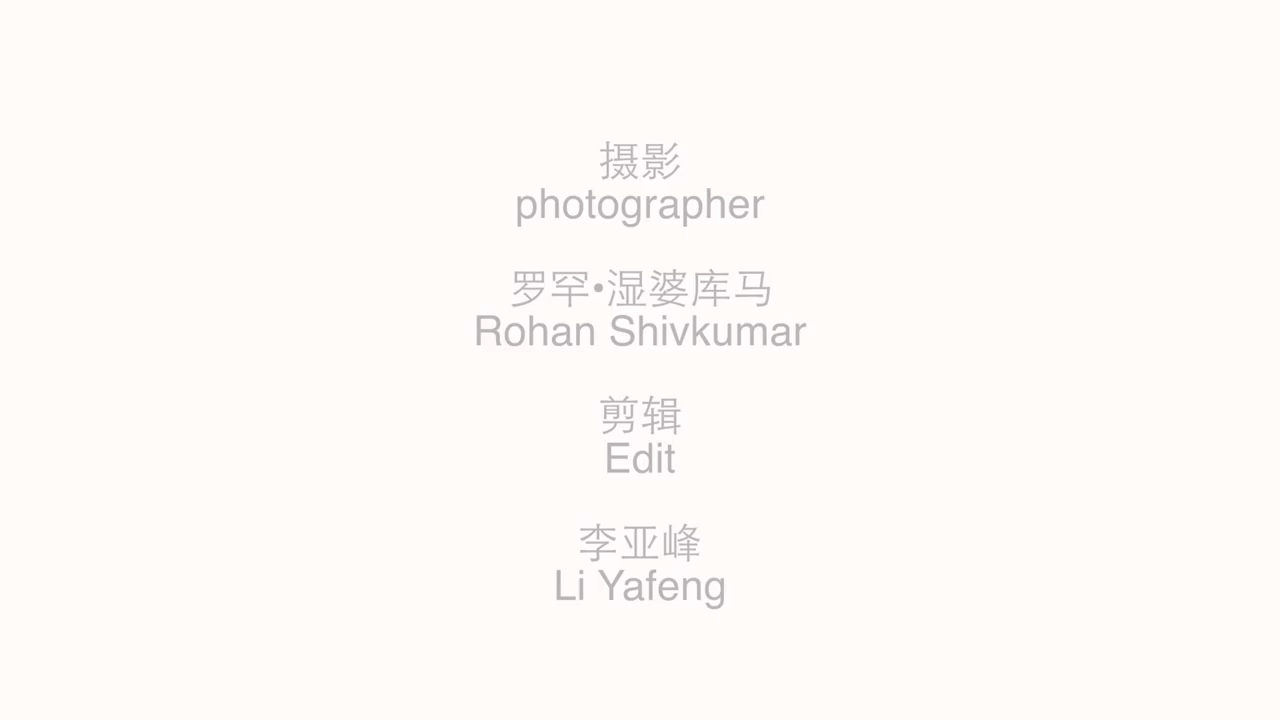 摄影
photographer
罗罕•湿婆库马
Rohan Shivkumar
剪辑
Edit
李亚峰
Li Yafeng